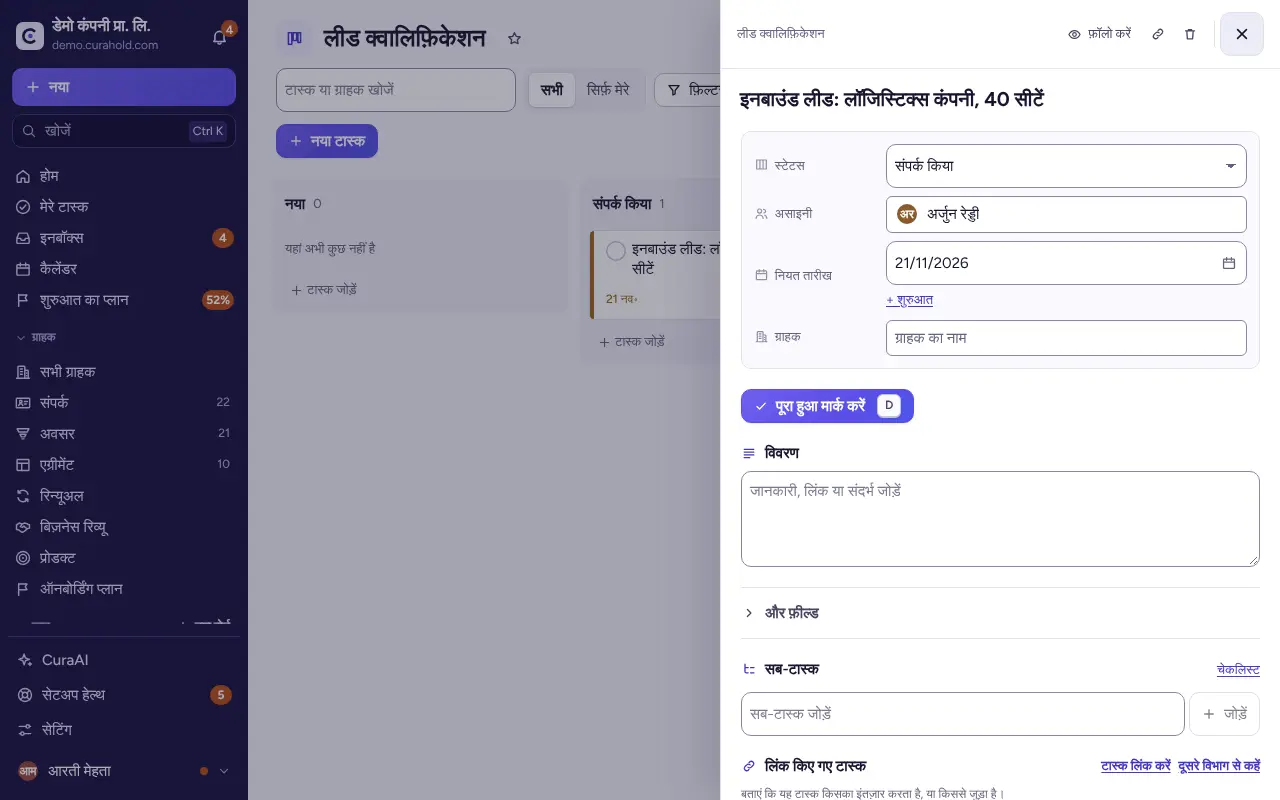 डेमो कंपनी प्रा. लि.
demo.curahold.com
4
नया
खोजें
Ctrl K
होम
मेरे टास्क
इनबॉक्स
4
कैलेंडर
शुरुआत का प्लान
52%
ग्राहक
सभी ग्राहक
संपर्क
22
अवसर
21
एग्रीमेंट
10
रिन्यूअल
बिज़नेस रिव्यू
प्रोडक्ट
ऑनबोर्डिंग प्लान
CuraAI
सेटअप हेल्थ
5
सेटिंग
आम
आरती मेहता
लीड क्वालिफ़िकेशन
टास्क या ग्राहक खोजें
सभी
सिर्फ़ मेरे
नया टास्क
नया 0
यहां अभी कुछ नहीं है
टास्क जोड़ें
संपर्क किया 1
इनबाउंड लीड:
सीटें
21 नव॰
टास्क जोड़ें
लीड क्वालिफ़िकेशन
फ़ॉलो करें
इनबाउंड लीड: लॉजिस्टिक्स कंपनी, 40 सीटें
स्टेटस
संपर्क किया
असाइनी
अर
अर्जुन रेड्डी
नियत तारीख
21/11/2026
+ शुरुआत
ग्राहक
ग्राहक का नाम
पूरा हुआ मार्क करें
D
विवरण
जानकारी, लिंक या संदर्भ जोड़ें
और फ़ील्ड
सब-टास्क
चेकलिस्ट
सब-टास्क जोड़ें
जोड़ें
लिंक किए गए टास्क
टास्क लिंक करें
दूसरे विभाग से कहें
बताएं कि यह टास्क किसका इंतज़ार करता है, या किससे जुड़ा है।